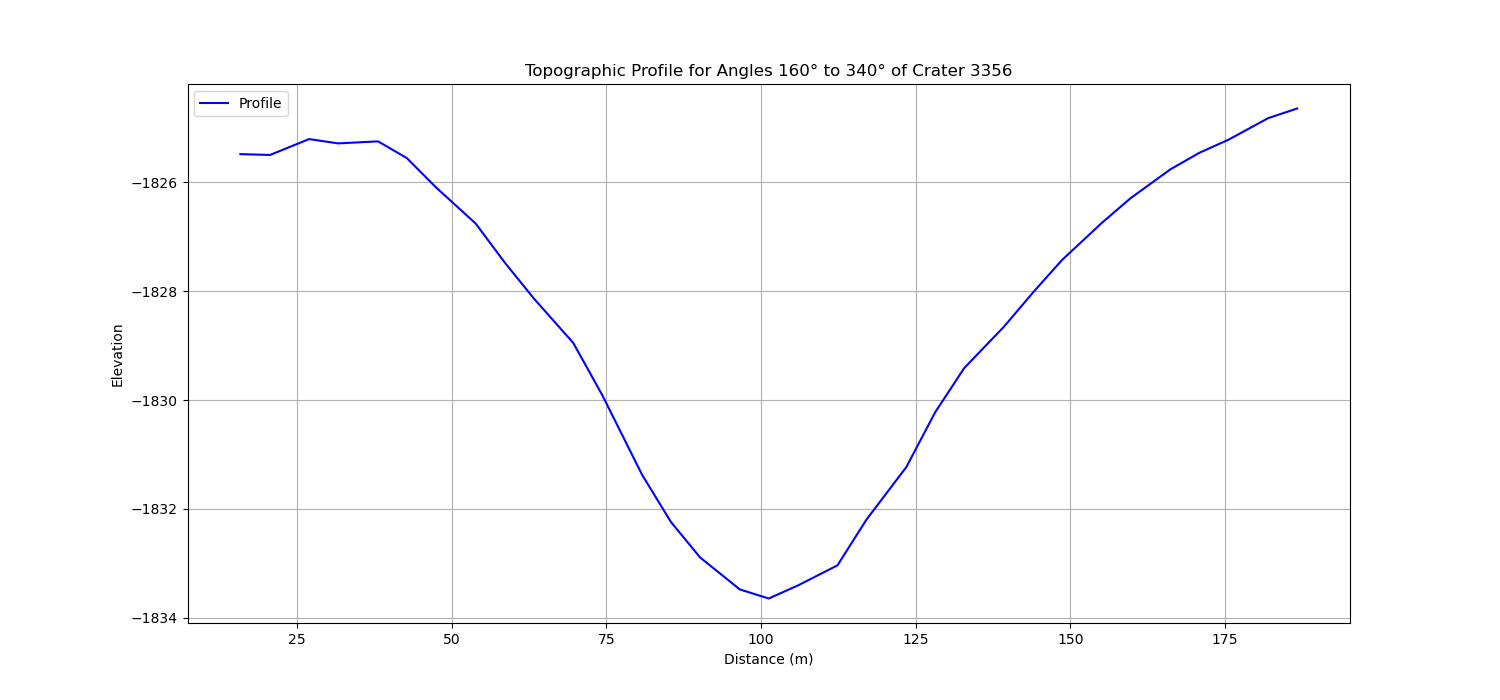 Topographic Profile for Angles 160° to 340° of Crater 3356
Profile
−1826
−1828
−1830
−1832
−1834
Elevation
25 50 75 100 125 150 175
Distance (m)